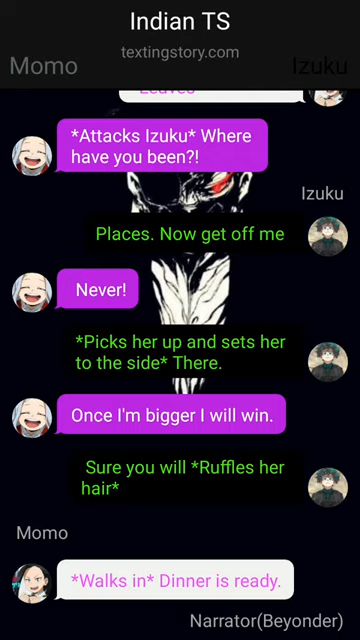 Indian TS
textingstory.com
Momo
Izuku
Leaves
*Attacks Izuku* Where
have you been?!
Izuku
Places. Now get off me
Never!
*Picks her up and sets her
to the side* There.
Once I'm bigger I will win.
Sure you will *Ruffles her
hair*
Momo
*Walks in* Dinner is ready.
Narrator(Beyonder)